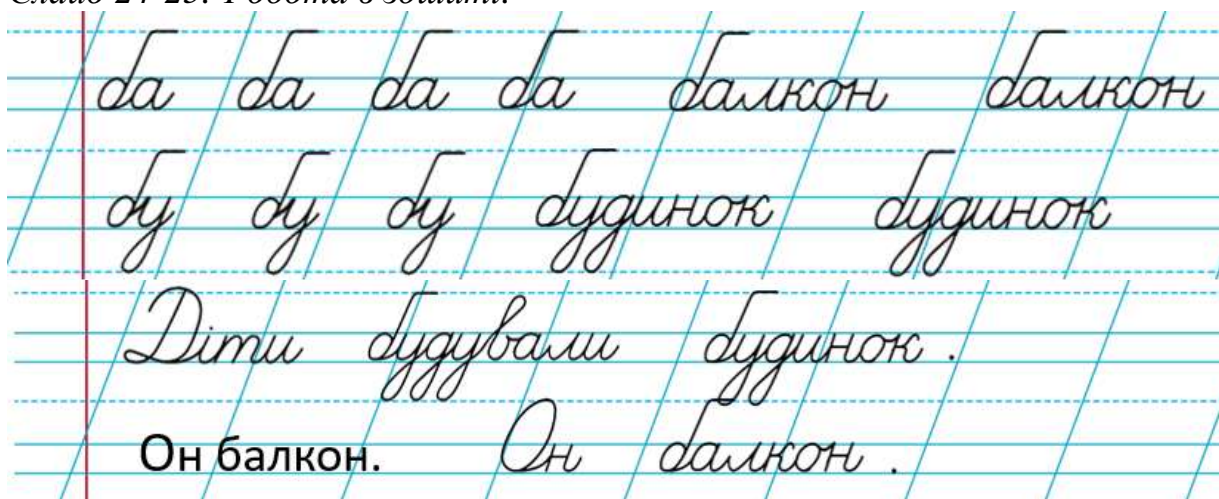 Слайд 24-25. Робота в зошиті.
ба ба ба ба балкон балкон
бу бу бу будинок будинок
Діти будували будинок .
Он балкон. Он балкон .